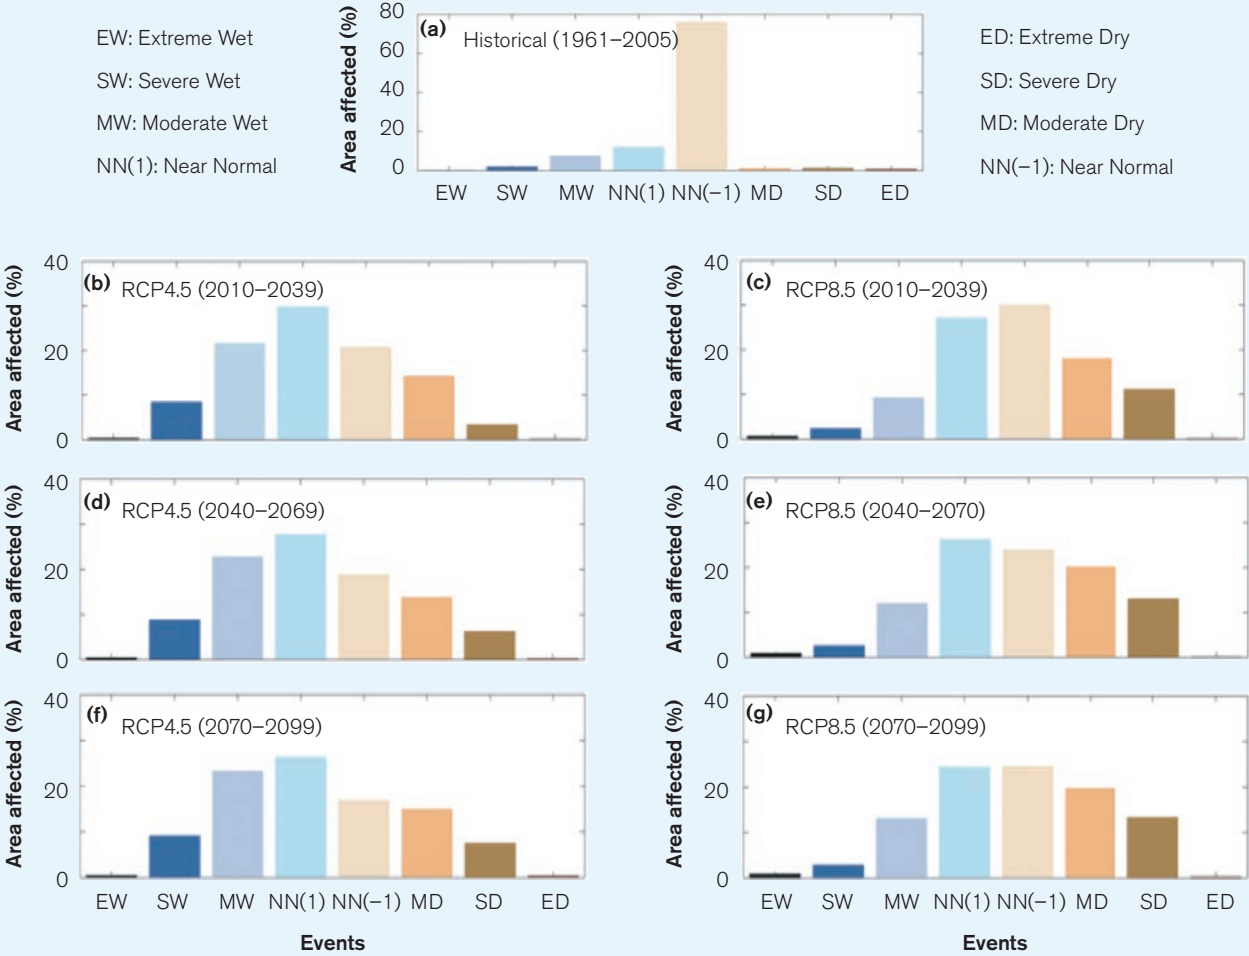 EW: Extreme Wet
SW: Severe Wet
MW: Moderate Wet
NN(1): Near Normal
Area affected (%)
80
60
40
20
0
(a)
Historical (1961–2005)
EW SW MW NN(1) NN(−1) MD SD ED
ED: Extreme Dry
SD: Severe Dry
MD: Moderate Dry
NN(−1): Near Normal
Area affected (%)
40
20
0
(b)
RCP4.5 (2010–2039)
Area affected (%)
40
20
0
(c)
RCP8.5 (2010–2039)
Area affected (%)
40
20
0
(d)
RCP4.5 (2040–2069)
Area affected (%)
40
20
0
(e)
RCP8.5 (2040–2070)
Area affected (%)
40
20
0
(f)
RCP4.5 (2070–2099)
EW SW MW NN(1) NN(−1) MD SD ED
Events
Area affected (%)
40
20
0
(g)
RCP8.5 (2070–2099)
EW SW MW NN(1) NN(−1) MD SD ED
Events